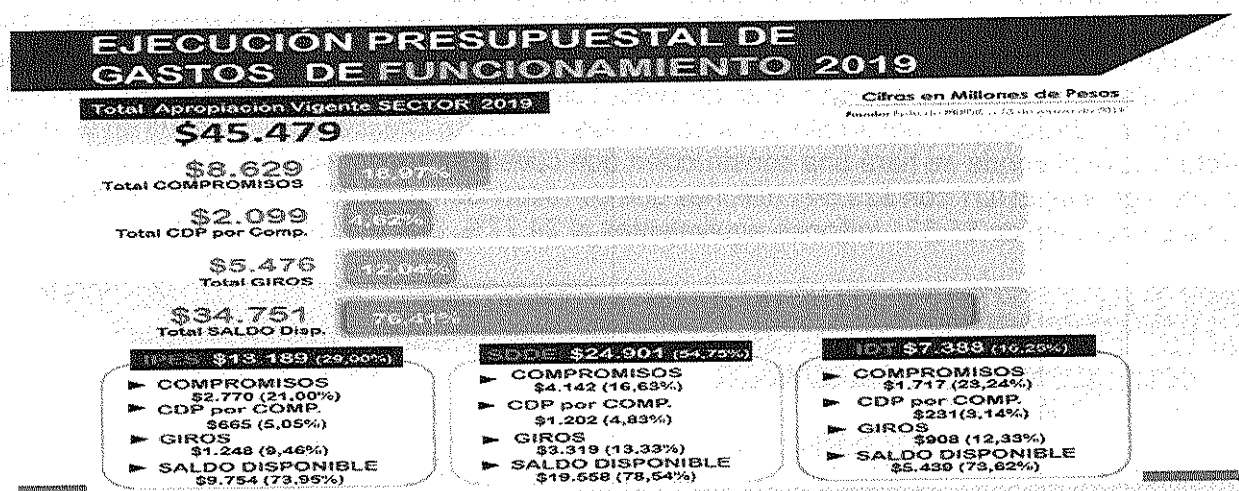 EJECUCIÓN PRESUPUESTAL DE
GASTOS DE FUNCIONAMIENTO 2019
Total Apropiación Vigente SECTOR 2019
$45.479
Cifras en Millones de Pesos
$8.629
Total COMPROMISOS
$2.099
Total CDP por Comp.
$5.476
Total GIROS
12.04%
$34.751
Total SALDO Disp.
76.41%
IPES $13.189 (29.00%)
COMPROMISOS
$2.770 (21,00%)
CDP por COMP.
$665 (5,05%)
GIROS
$1.248 (9,46%)
SALDO DISPONIBLE
$9.754 (73,95%)
SDDE $24.901 (54,75%)
COMPROMISOS
$4.142 (16,63%)
CDP por COMP.
$1.202 (4,83%)
GIROS
$3.319 (13.33%)
SALDO DISPONIBLE
$19.558 (78,54%)
IDT $7.389 (16.25%)
COMPROMISOS
$1.717 (23,24%)
CDP por COMP.
$231(3,14%)
GIROS
$908 (12,33%)
SALDO DISPONIBLE
$5.439 (73,62%)